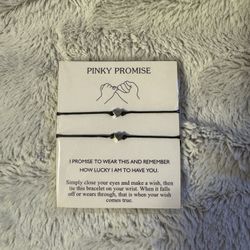 PINKY PROMISE
I PROMISE TO WEAR THIS AND REMEMBER
HOW LUCKY I AM TO HAVE YOU.
Simply close your eyes and make a wish, then
tie this bracelet on your wrist. When it falls
off or wears through, that is when your wish
comes true.